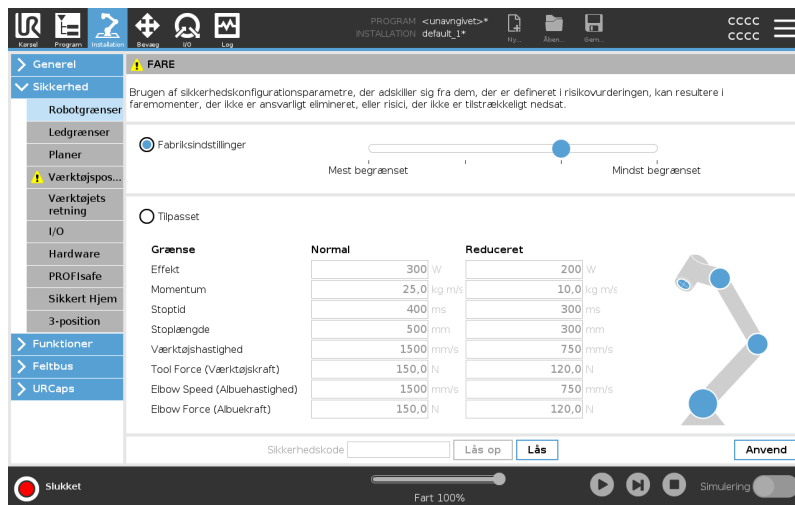 UR
Kørsel
Program
Installation
Bevæg
I/O
Log
PROGRAM <unavngivet>*
INSTALLATION default_1*
Ny...
Åben...
Gem...
cccc
cccc
Generel
Sikkerhed
Robotgrænser
Ledgrænser
Planer
Værktøjspos...
Værktøjets
retning
I/O
Hardware
PROFIsafe
Sikkert Hjem
3-position
Funktioner
Feltbus
URCaps
FARE
Brugen af sikkerhedskonfigurationsparametre, der adskiller sig fra dem, der er defineret i risikovurderingen, kan resultere i
faremomenter, der ikke er ansvarligt elimineret, eller risici, der ikke er tilstrækkeligt nedsat.
Fabriksindstillinger
Mest begrænset Mindst begrænset
Tilpasset
Grænse Normal Reduceret
Effekt 300 W 200 W
Momentum 25,0 kg m/s 10,0 kg m/s
Stoptid 400 ms 300 ms
Stoplængde 500 mm 300 mm
Værktøjshastighed 1500 mm/s 750 mm/s
Tool Force (Værktøjskraft) 150,0 N 120,0 N
Elbow Speed (Albuehastighed) 1500 mm/s 750 mm/s
Elbow Force (Albuekraft) 150,0 N 120,0 N
Sikkerhedskode Lås op Lås Anvend
Slukket
Fart 100%
Simulering